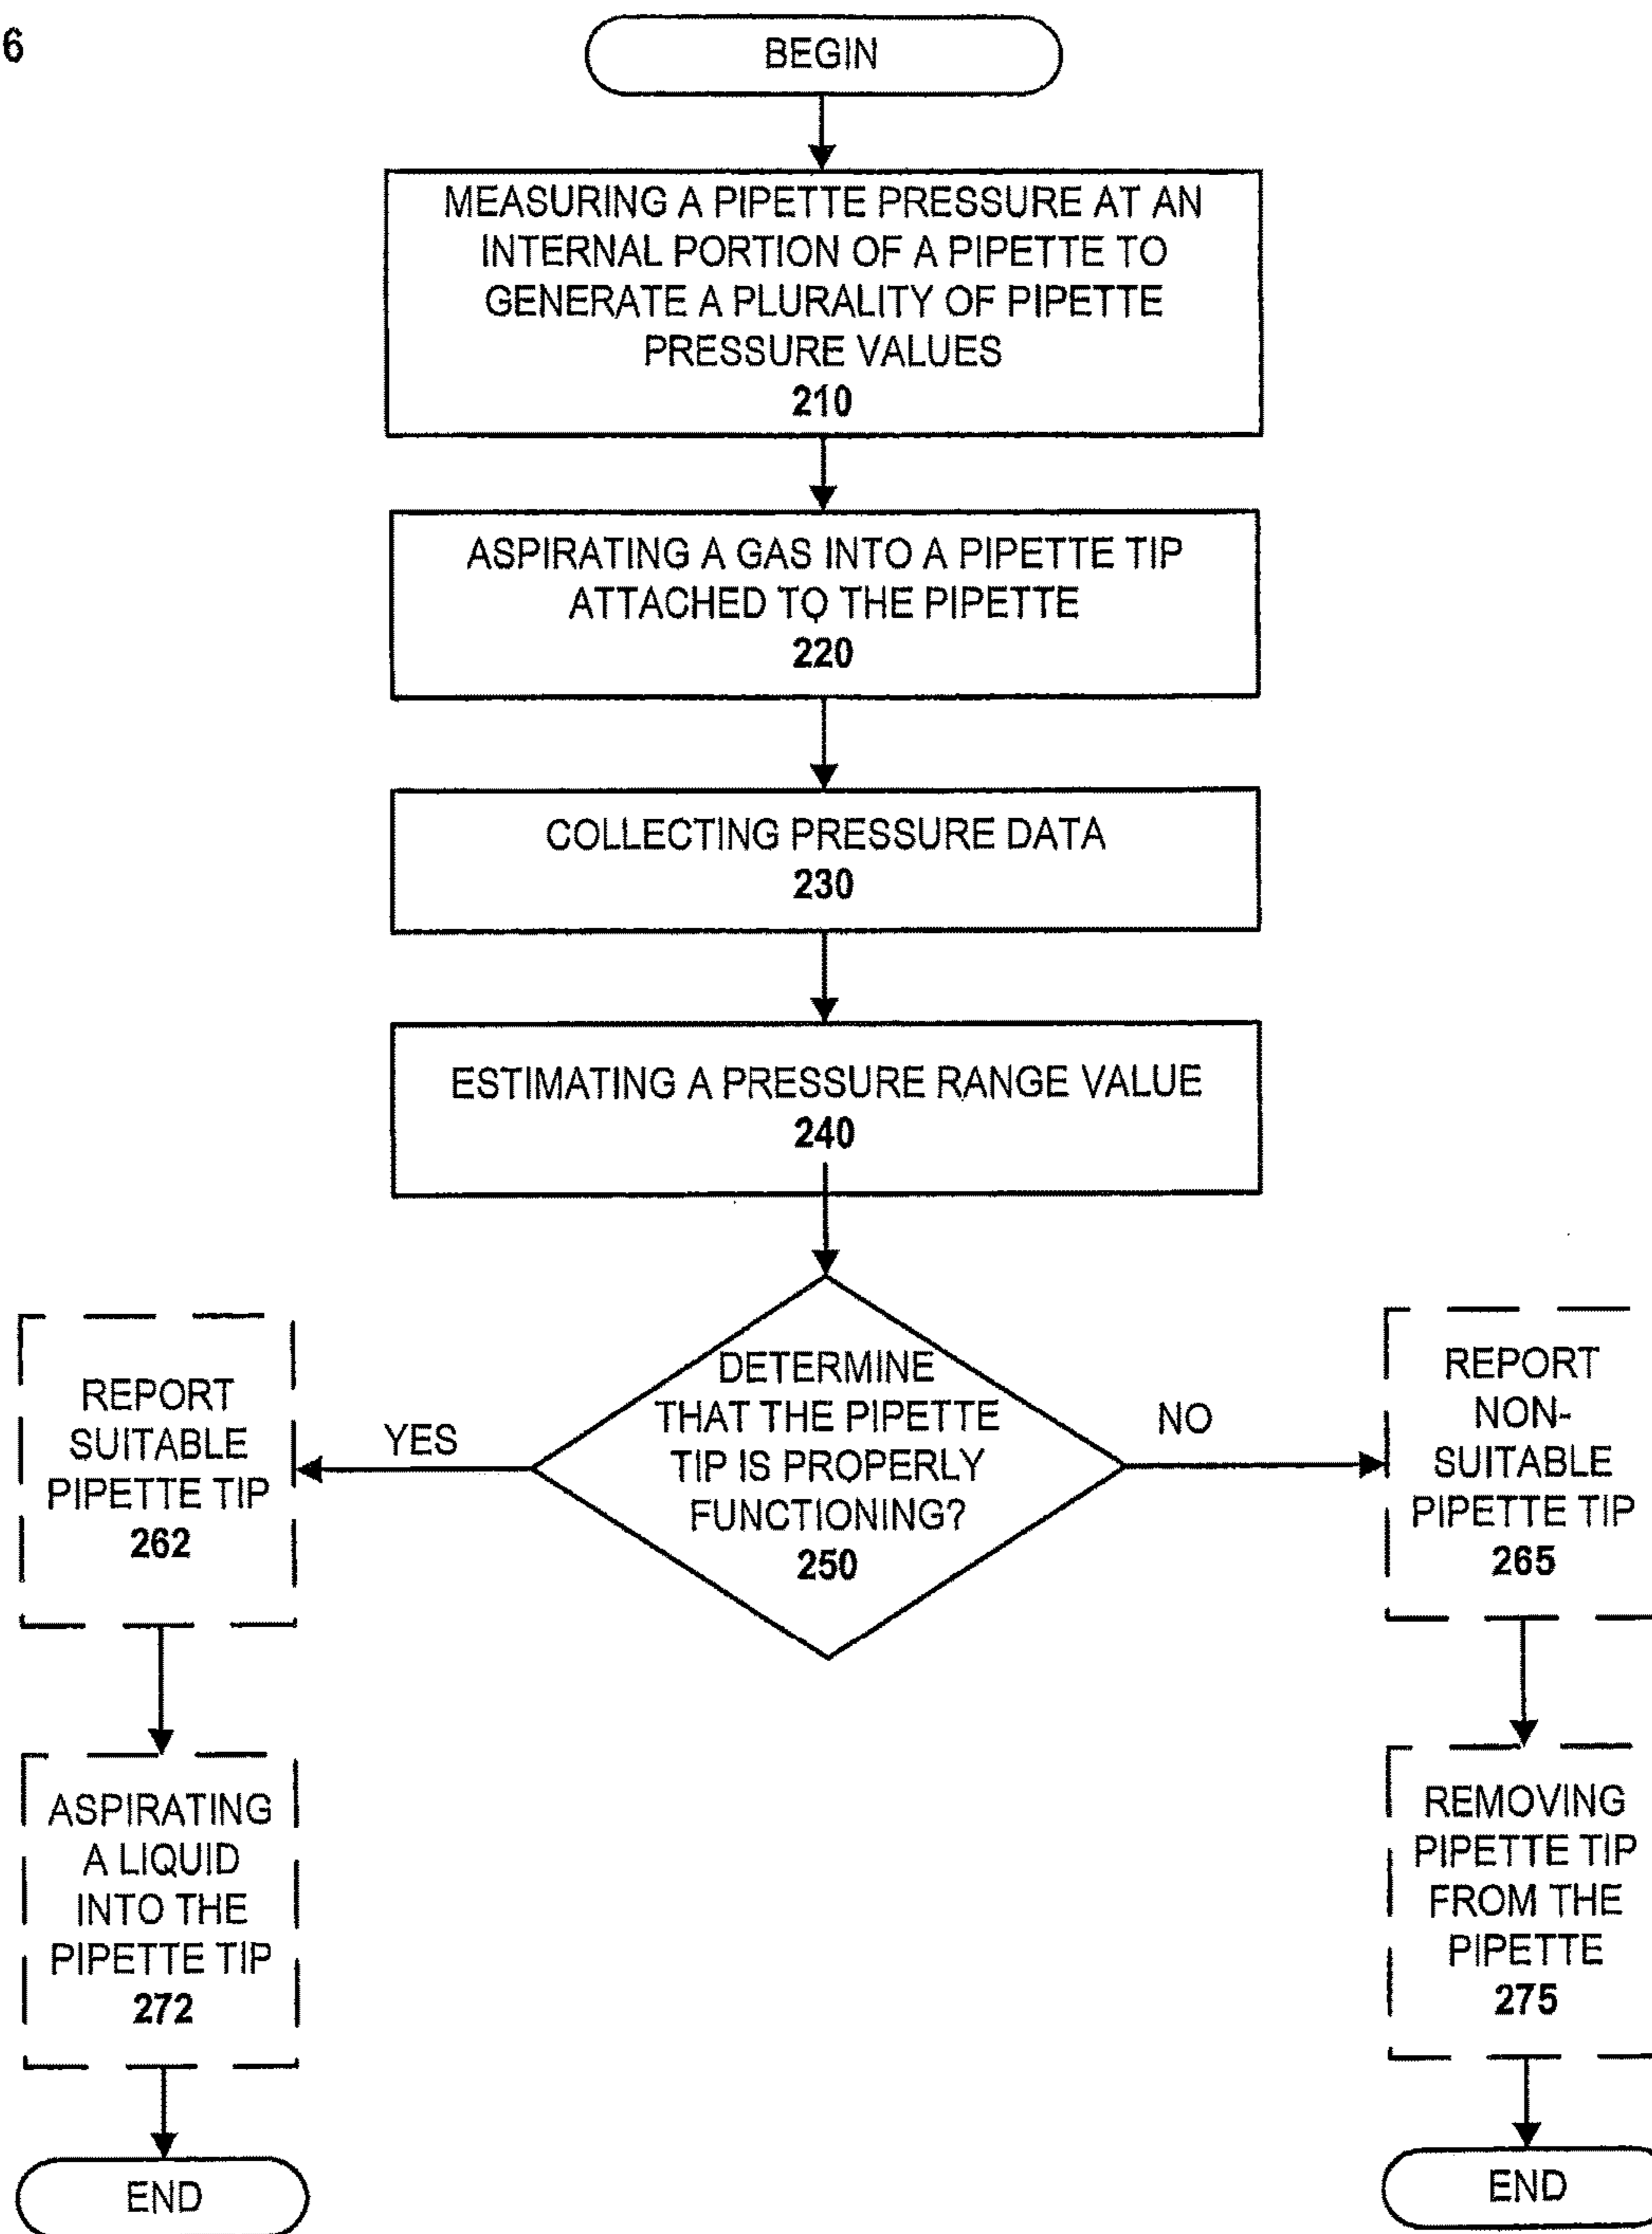 6
BEGIN
MEASURING A PIPETTE PRESSURE AT AN
INTERNAL PORTION OF A PIPETTE TO
GENERATE A PLURALITY OF PIPETTE
PRESSURE VALUES
210
ASPIRATING A GAS INTO A PIPETTE TIP
ATTACHED TO THE PIPETTE
220
COLLECTING PRESSURE DATA
230
ESTIMATING A PRESSURE RANGE VALUE
240
DETERMINE
THAT THE PIPETTE
TIP IS PROPERLY
FUNCTIONING?
250
YES
NO
REPORT
SUITABLE
PIPETTE TIP
262
REPORT
NON-
SUITABLE
PIPETTE TIP
265
ASPIRATING
A LIQUID
INTO THE
PIPETTE TIP
272
REMOVING
PIPETTE TIP
FROM THE
PIPETTE
275
END
END